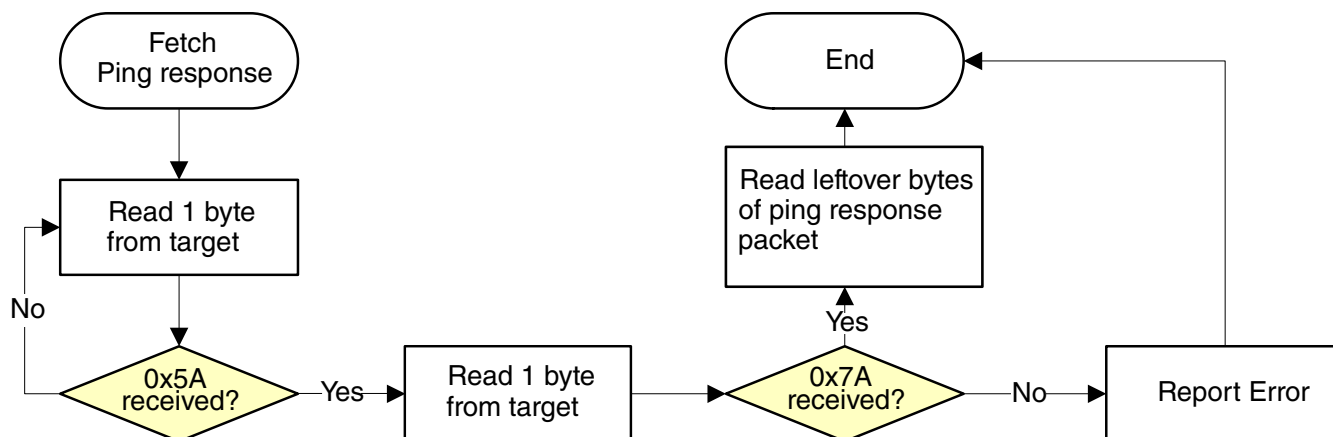 Fetch
Ping response
Read 1 byte
from target
No
0x5A
received?
Yes
Read 1 byte
from target
0x7A
received?
Yes
Read leftover bytes
of ping response
packet
End
No
Report Error